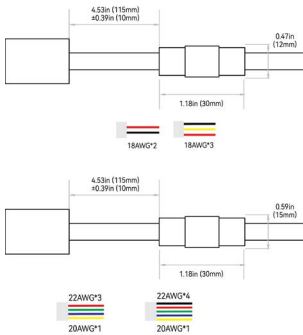 4.53in (115mm)
±0.39in (10mm)
0.47in
(12mm)
1.18in (30mm)
18AWG*2
18AWG*3
4.53in (115mm)
±0.39in (10mm)
0.59in
(15mm)
1.18in (30mm)
22AWG*3
22AWG*4
20AWG*1
20AWG*1